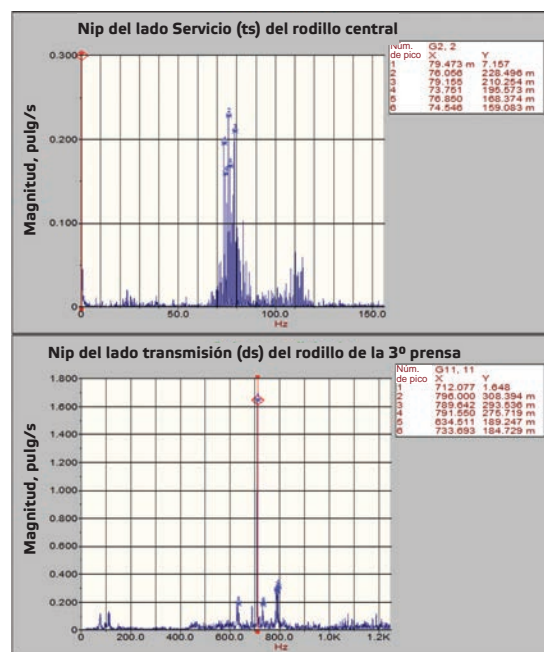 Nip del lado Servicio (ts) del rodillo central
Núm. de pico G2, 2
X Y
1 79.473 m 7.157
2 76.056 228.496 m
3 79.155 210.254 m
4 73.751 195.573 m
5 76.850 168.374 m
6 74.546 159.083 m
Magnitud, pulg/s
0.300
0.200
0.100
0
0 50.0 100.0 150.0
Hz
Nip del lado transmisión (ds) del rodillo de la 3º prensa
Núm. de pico G11, 11
X Y
1 712.077 1.648
2 796.000 308.394 m
3 789.642 293.536 m
4 791.550 275.719 m
5 634.511 189.247 m
6 733.693 184.729 m
Magnitud, pulg/s
1.800
1.600
1.400
1.200
1.000
0.800
0.600
0.400
0.200
0
0 200.0 400.0 600.0 800.0 1.0K 1.2K
Hz